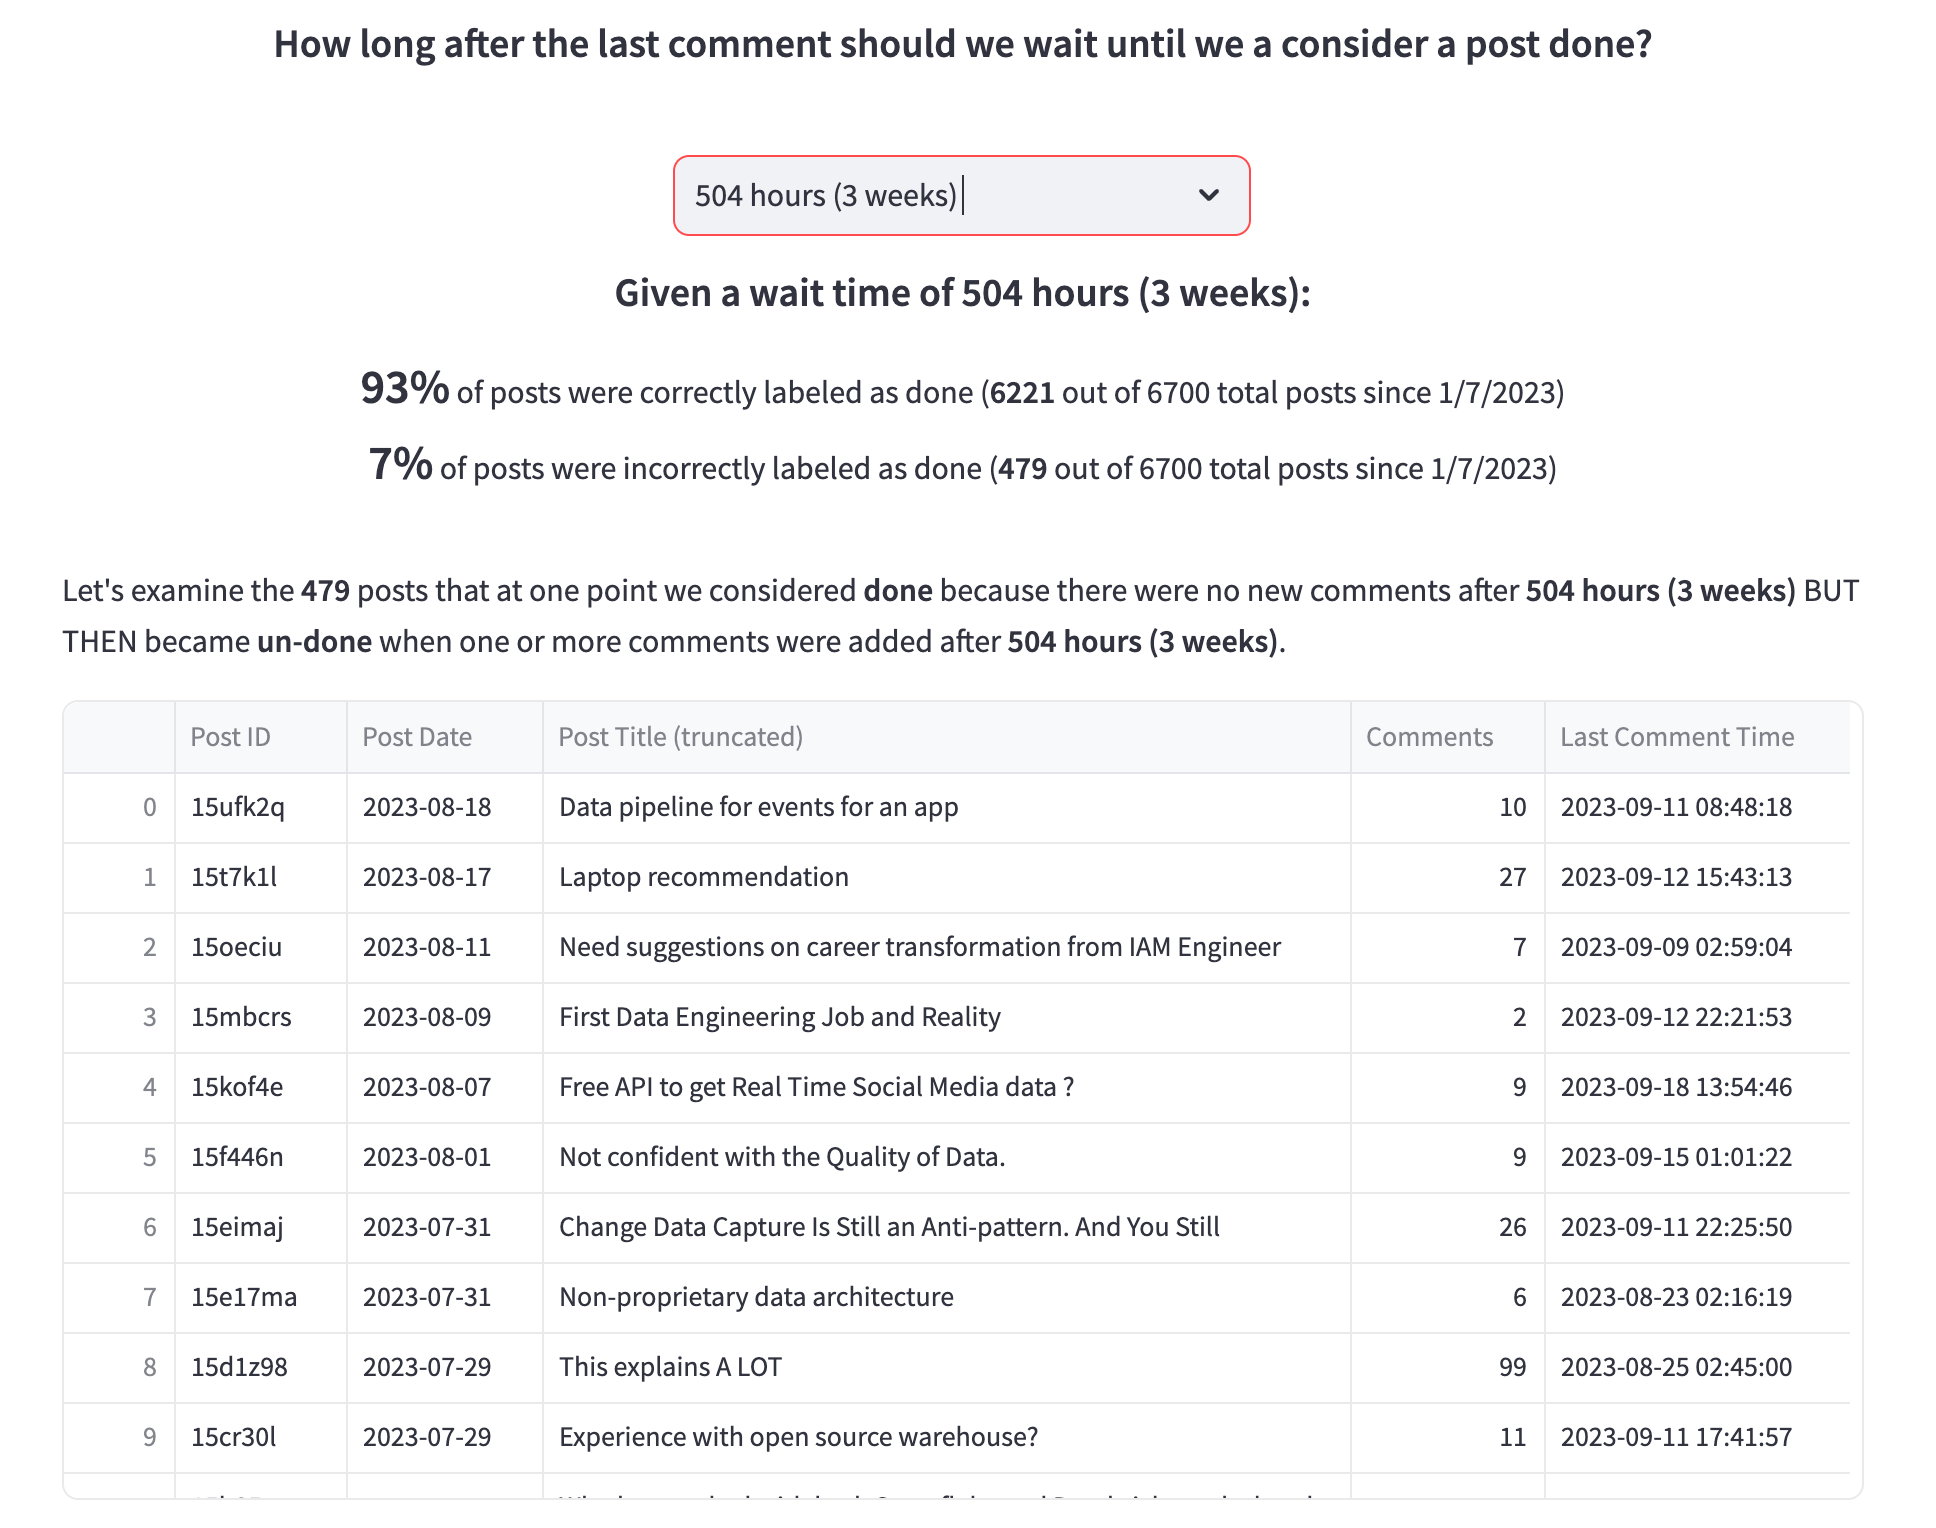 How long after the last comment should we wait until we a consider a post done?
504 hours (3 weeks)
Given a wait time of 504 hours (3 weeks):
93% of posts were correctly labeled as done (6221 out of 6700 total posts since 1/7/2023)
7% of posts were incorrectly labeled as done (479 out of 6700 total posts since 1/7/2023)
Let's examine the 479 posts that at one point we considered done because there were no new comments after 504 hours (3 weeks) BUT
THEN became un-done when one or more comments were added after 504 hours (3 weeks).
Post ID Post Date Post Title (truncated) Comments Last Comment Time
0 15ufk2q 2023-08-18 Data pipeline for events for an app 10 2023-09-11 08:48:18
1 15t7k1l 2023-08-17 Laptop recommendation 27 2023-09-12 15:43:13
2 15oeciu 2023-08-11 Need suggestions on career transformation from IAM Engineer 7 2023-09-09 02:59:04
3 15mbcrs 2023-08-09 First Data Engineering Job and Reality 2 2023-09-12 22:21:53
4 15kof4e 2023-08-07 Free API to get Real Time Social Media data ? 9 2023-09-18 13:54:46
5 15f446n 2023-08-01 Not confident with the Quality of Data. 9 2023-09-15 01:01:22
6 15eimaj 2023-07-31 Change Data Capture Is Still an Anti-pattern. And You Still 26 2023-09-11 22:25:50
7 15e17ma 2023-07-31 Non-proprietary data architecture 6 2023-08-23 02:16:19
8 15d1z98 2023-07-29 This explains A LOT 99 2023-08-25 02:45:00
9 15cr30l 2023-07-29 Experience with open source warehouse? 11 2023-09-11 17:41:57